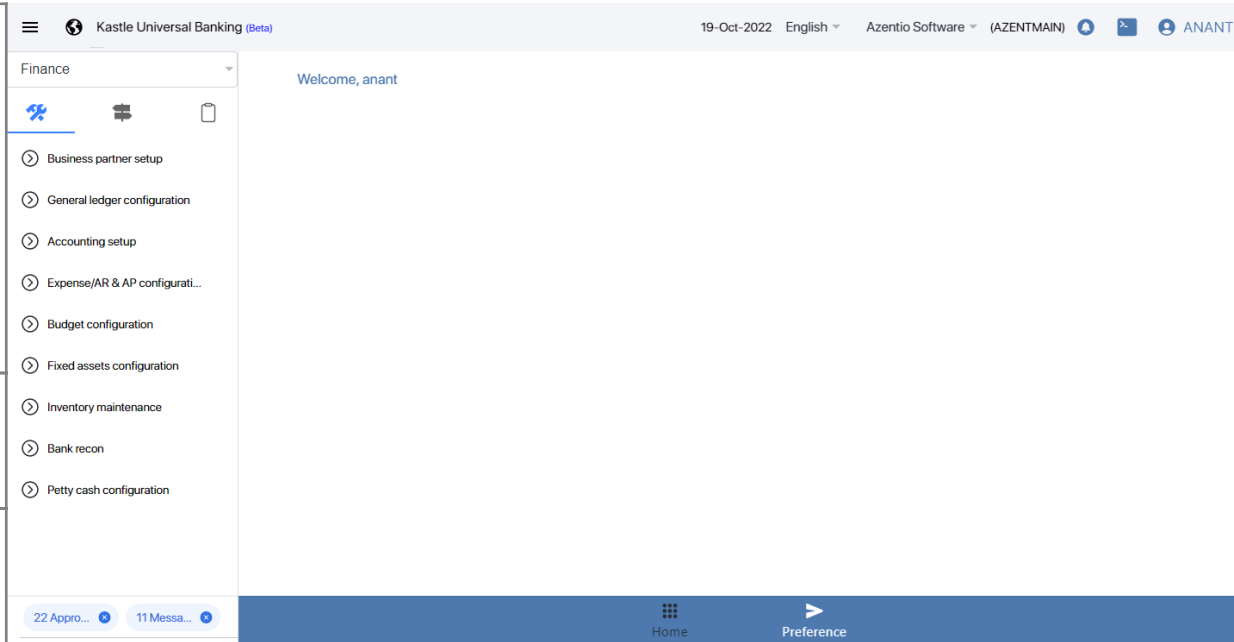 Kastle Universal Banking (Beta) 19-Oct-2022 English Azentio Software (AZENTMAIN) ANANT
Finance
Welcome, anant
Business partner setup
General ledger configuration
Accounting setup
Expense/AR & AP configurati...
Budget configuration
Fixed assets configuration
Inventory maintenance
Bank recon
Petty cash configuration
22 Appro... 11 Messa...
Home Preference